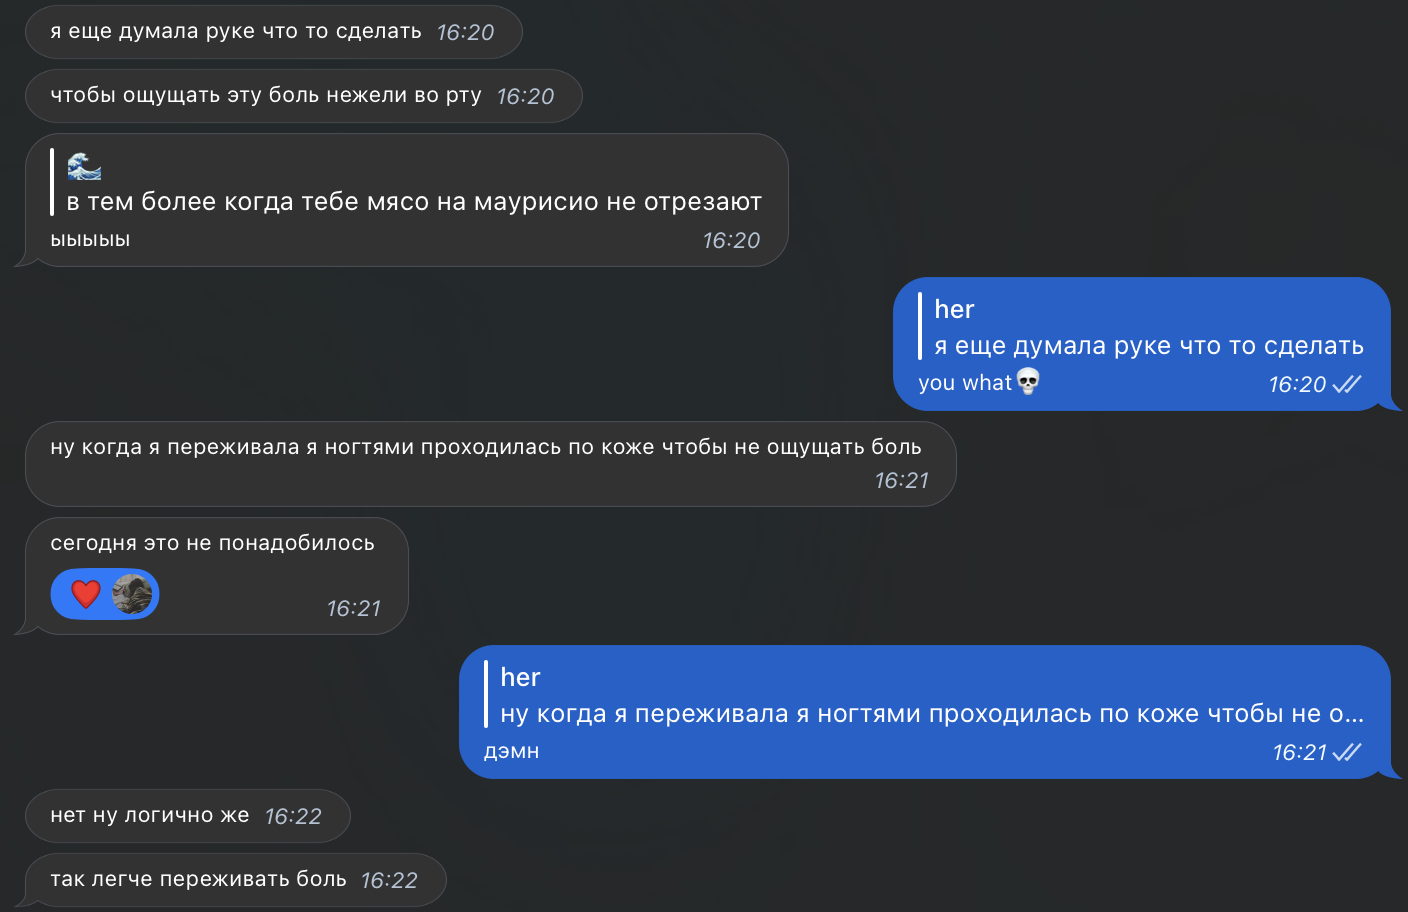 я еще думала руке что то сделать 16:20
чтобы ощущать эту боль нежели во рту 16:20
🌊
в тем более когда тебе мясо на маурисио не отрезают
ыыыыы 16:20
her
я еще думала руке что то сделать
you what💀 16:20
ну когда я переживала я ногтями проходилась по коже чтобы не ощущать боль
16:21
сегодня это не понадобилось
❤️ 16:21
her
ну когда я переживала я ногтями проходилась по коже чтобы не о...
дэмн 16:21
нет ну логично же 16:22
так легче переживать боль 16:22